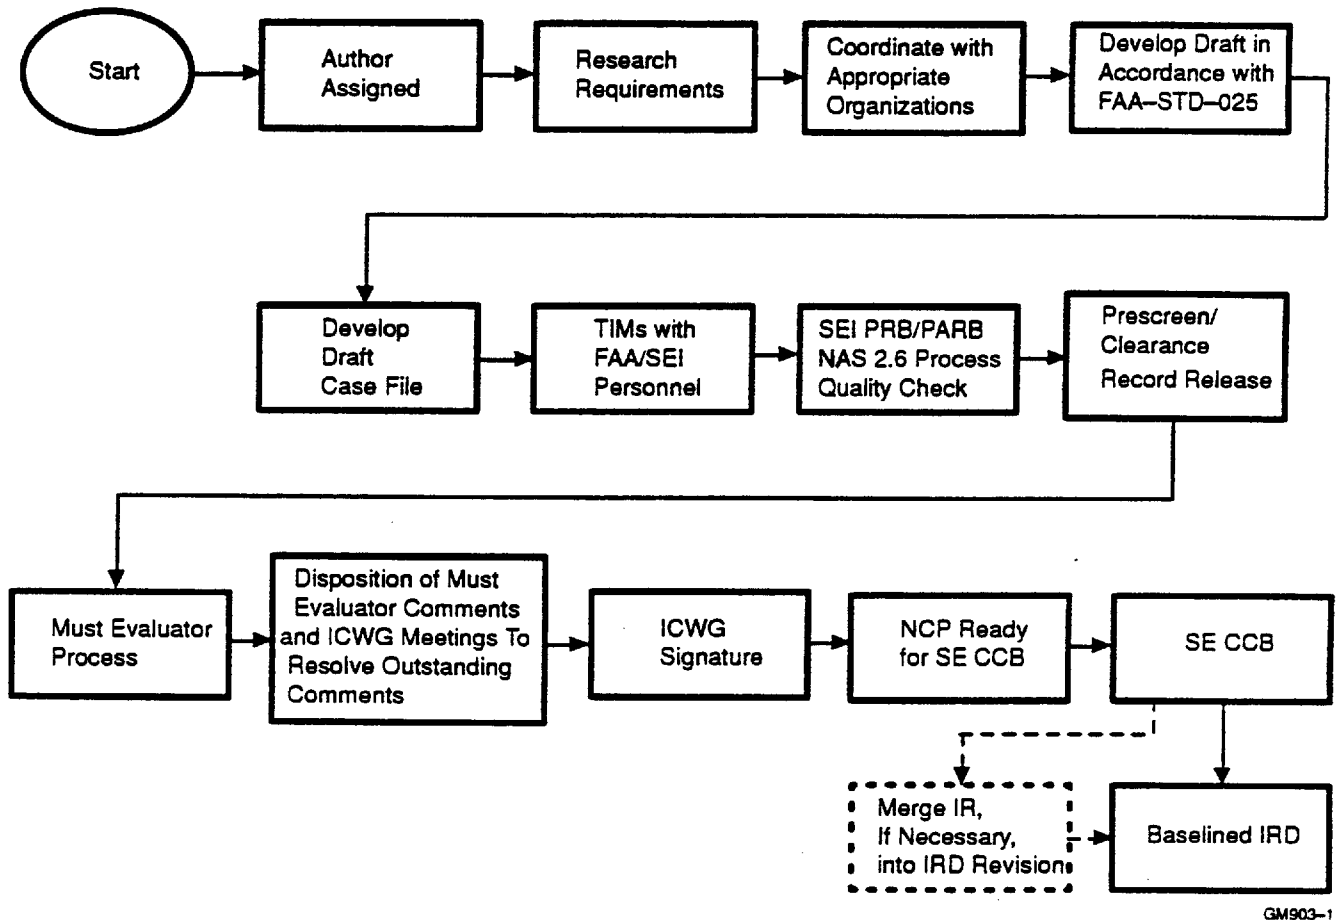 Start
Author
Assigned
Research
Requirements
Coordinate with
Appropriate
Organizations
Develop Draft in
Accordance with
FAA–STD–025
Develop
Draft
Case File
TIMs with
FAA/SEI
Personnel
SEI PRB/PARB
NAS 2.6 Process
Quality Check
Prescreen/
Clearance
Record Release
Must Evaluator
Process
Disposition of Must
Evaluator Comments
and ICWG Meetings To
Resolve Outstanding
Comments
ICWG
Signature
NCP Ready
for SE CCB
SE CCB
Merge IR,
If Necessary,
into IRD Revision
Baselined IRD
GM903–1